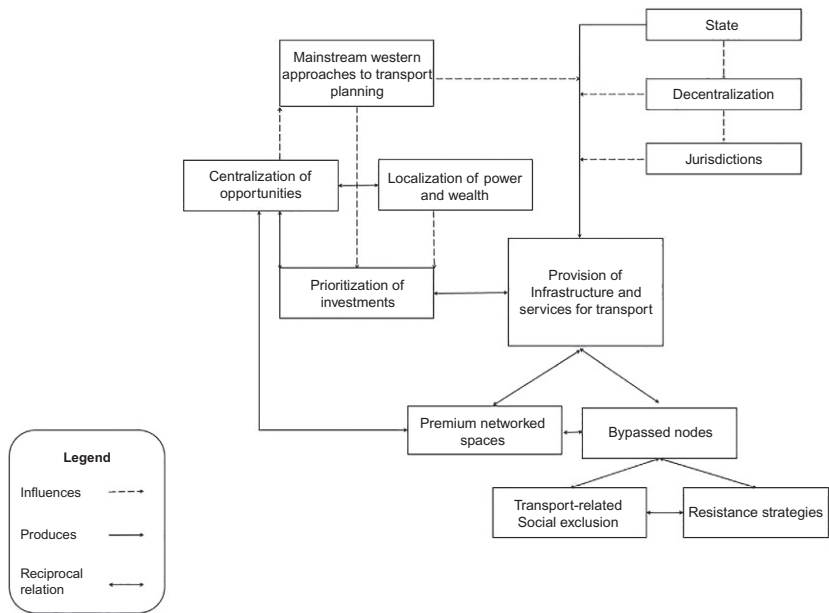 Mainstream western
approaches to transport
planning
State
Decentralization
Jurisdictions
Centralization of
opportunities
Localization of power
and wealth
Prioritization of
investments
Provision of
Infrastructure and
services for transport
Premium networked
spaces
Bypassed nodes
Transport-related
Social exclusion
Resistance strategies
Legend
Influences
Produces
Reciprocal
relation